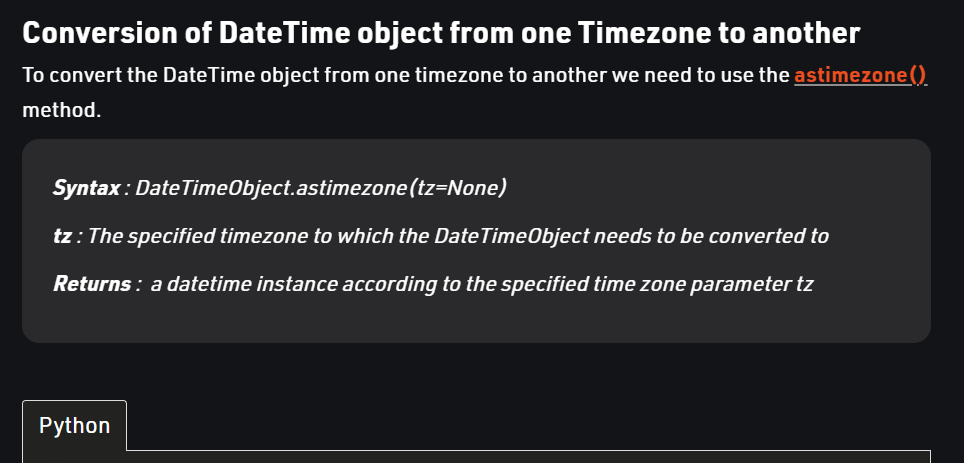 Conversion of DateTime object from one Timezone to another
To convert the DateTime object from one timezone to another we need to use the astimezone()
method.
Syntax : DateTimeObject.astimezone(tz=None)
tz : The specified timezone to which the DateTimeObject needs to be converted to
Returns :  a datetime instance according to the specified time zone parameter tz
Python